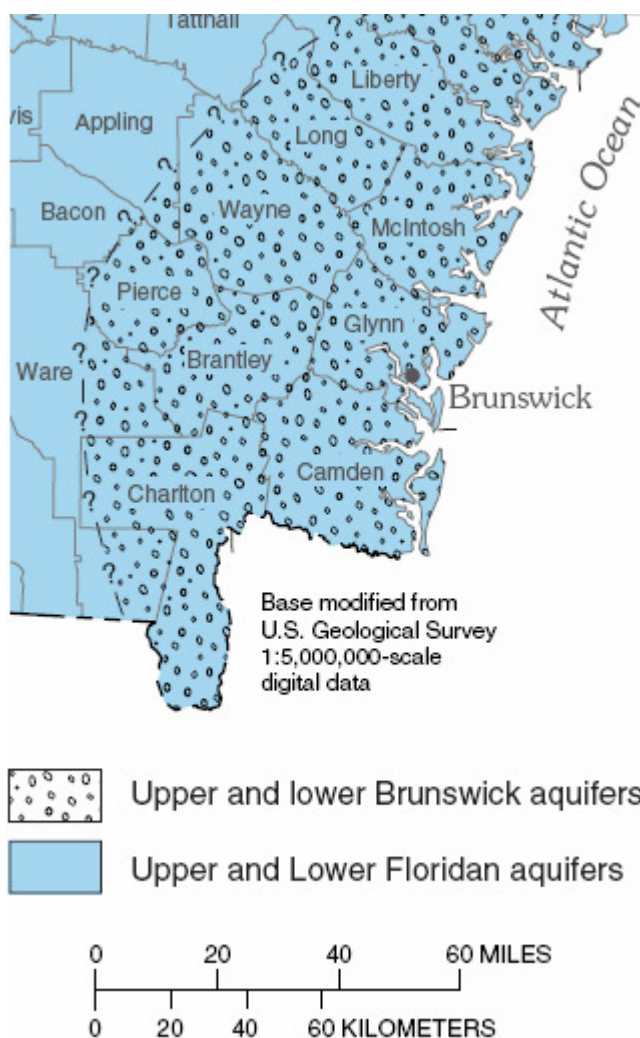 Tattnall
Liberty
vis
Appling
Long
Bacon
Wayne
McIntosh
Atlantic Ocean
Pierce
Glynn
Ware
Brantley
Brunswick
Camden
Charlton
?
?
?
?
?
?
?
?
Base modified from
U.S. Geological Survey
1:5,000,000-scale
digital data
Upper and lower Brunswick aquifers
Upper and Lower Floridan aquifers
0 20 40 60 MILES
0 20 40 60 KILOMETERS